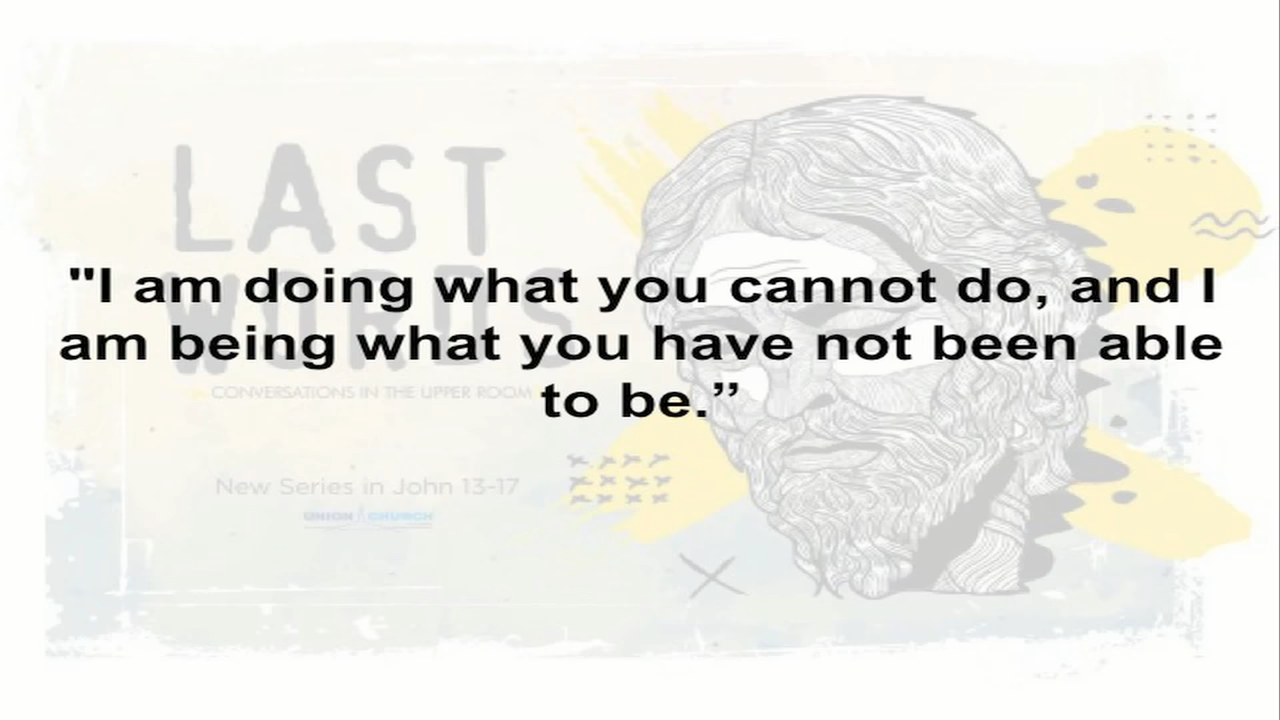 LAST
WORDS
"I am doing what you cannot do, and I
am being what you have not been able
to be.”
CONVERSATIONS IN THE UPPER ROOM
New Series in John 13-17
UNION CHURCH